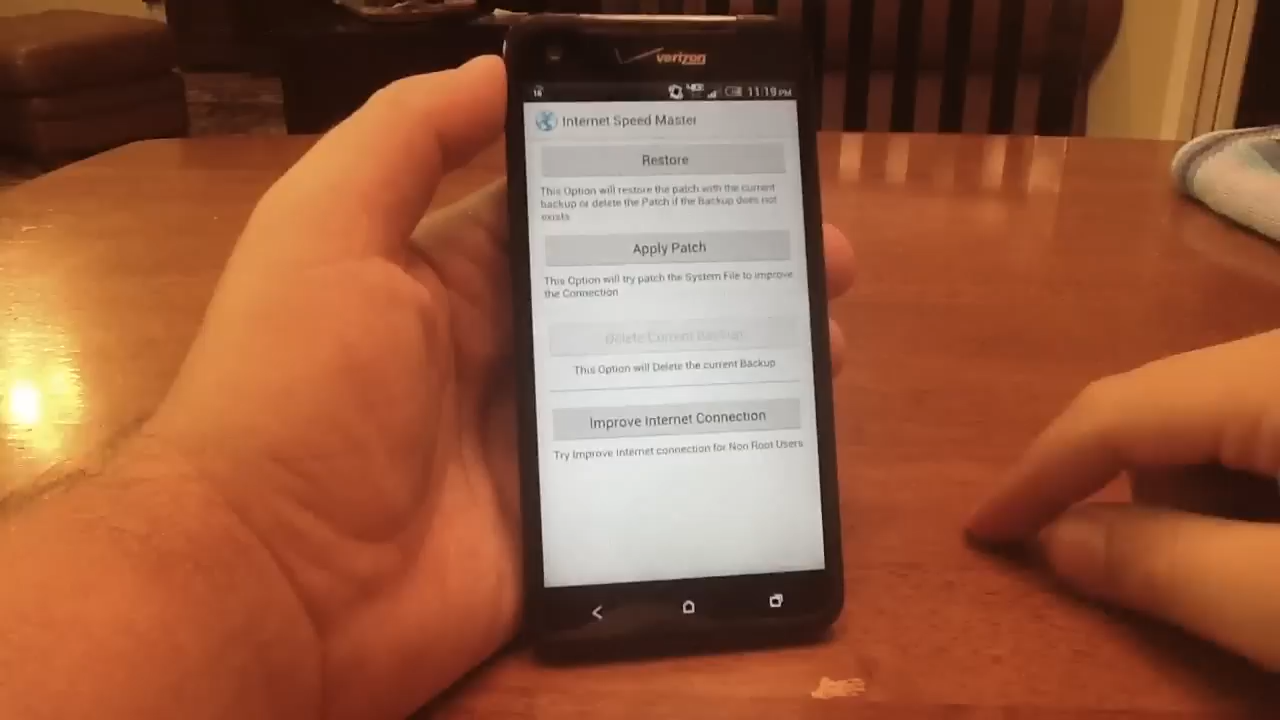 verizon
11:19 PM
Internet Speed Master
Restore
This Option will restore the patch with the current
backup or delete the Patch if the Backup does not
exists
Apply Patch
This Option will try patch the System File to improve
the Connection
Delete Current Backup
This Option will Delete the current Backup
Improve Internet Connection
Try Improve Internet connection for Non Root Users